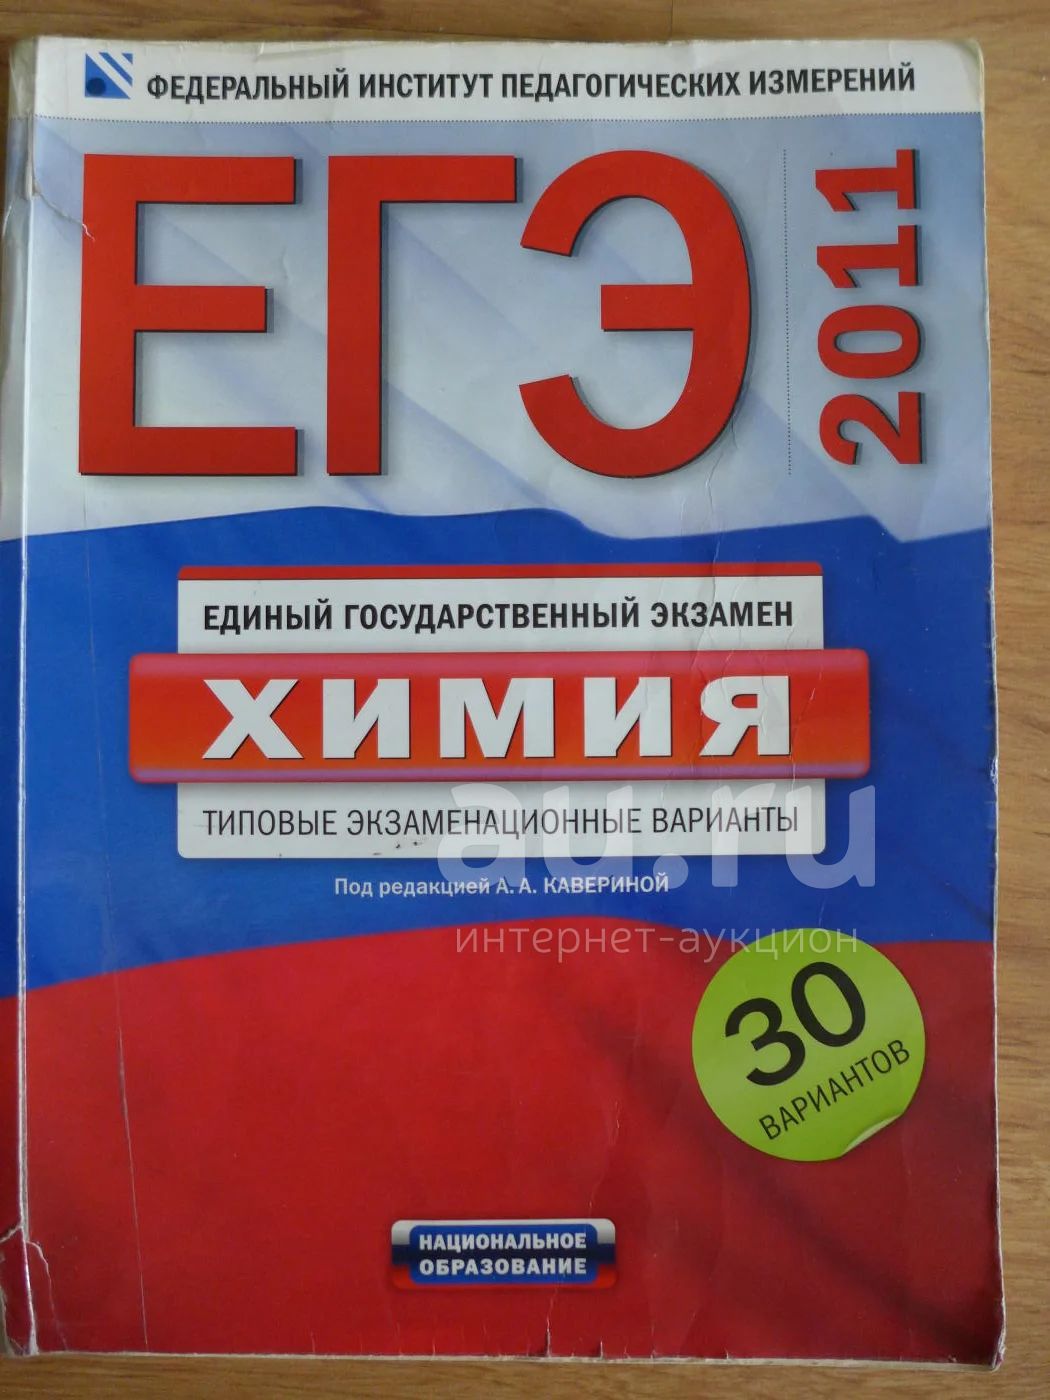 ФЕДЕРАЛЬНЫЙ ИНСТИТУТ ПЕДАГОГИЧЕСКИХ ИЗМЕРЕНИЙ
ЕГЭ
2011
ЕДИНЫЙ ГОСУДАРСТВЕННЫЙ ЭКЗАМЕН
ХИМИЯ
ТИПОВЫЕ ЭКЗАМЕНАЦИОННЫЕ ВАРИАНТЫ
au.ru
Под редакцией А. А. КАВЕРИНОЙ
интернет-аукцион
30
ВАРИАНТОВ
НАЦИОНАЛЬНОЕ
ОБРАЗОВАНИЕ